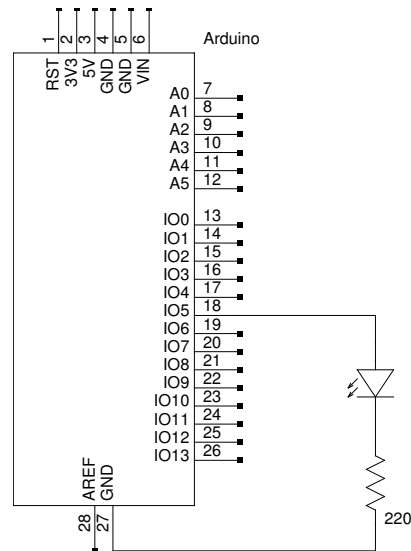 Arduino
1 2 3 4 5 6
RST 3V3 5V GND GND VIN
A0 7
A1 8
A2 9
A3 10
A4 11
A5 12
IO0 13
IO1 14
IO2 15
IO3 16
IO4 17
IO5 18
IO6 19
IO7 20
IO8 21
IO9 22
IO10 23
IO11 24
IO12 25
IO13 26
AREF GND
28 27
220